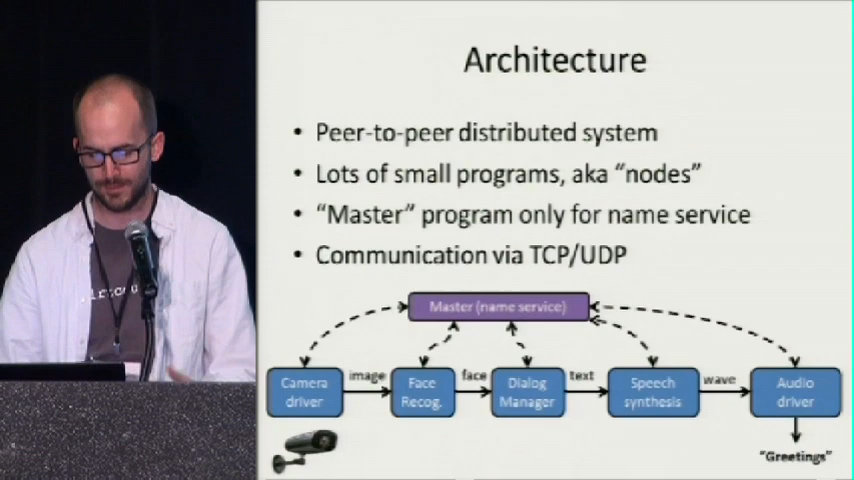 Architecture
• Peer-to-peer distributed system
• Lots of small programs, aka “nodes”
• “Master” program only for name service
• Communication via TCP/UDP
Master (name service)
Camera driver
image
Face Recog.
face
Dialog Manager
text
Speech synthesis
wave
Audio driver
“Greetings”